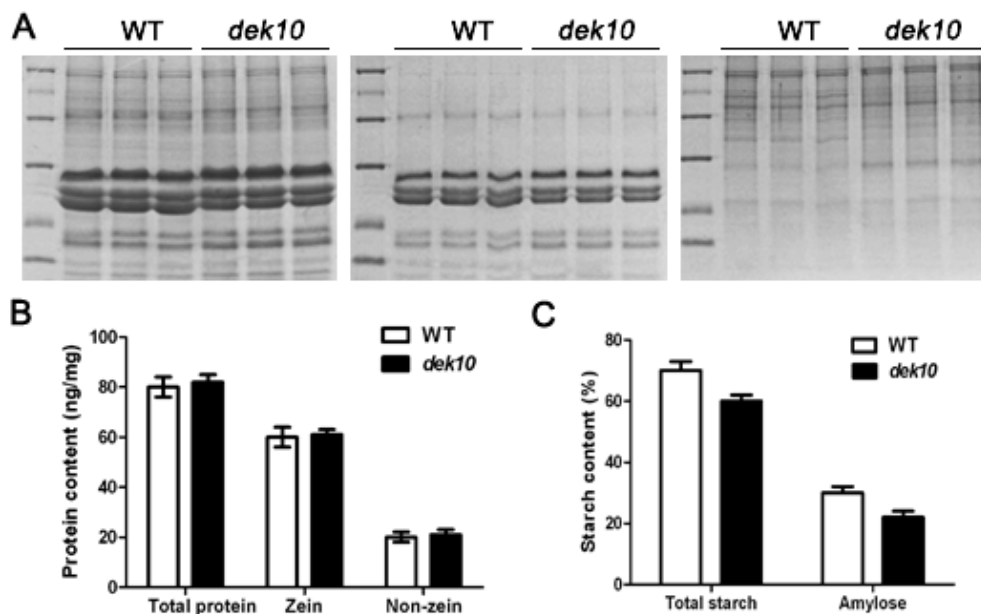 A
WT dek10 WT dek10 WT dek10
B
WT
dek10
Protein content (ng/mg)
100
80
60
40
20
0
Total protein Zein Non-zein
C
WT
dek10
Starch content (%)
80
60
40
20
0
Total starch Amylose